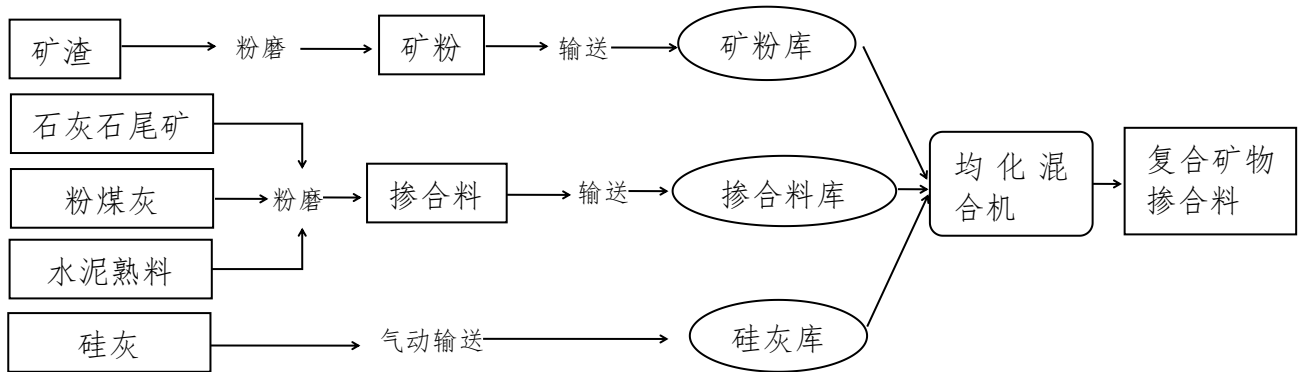 矿渣
粉磨
矿粉
输送
矿粉库
石灰石尾矿
粉煤灰
水泥熟料
粉磨
掺合料
输送
掺合料库
均化混
合机
复合矿物
掺合料
硅灰
气动输送
硅灰库